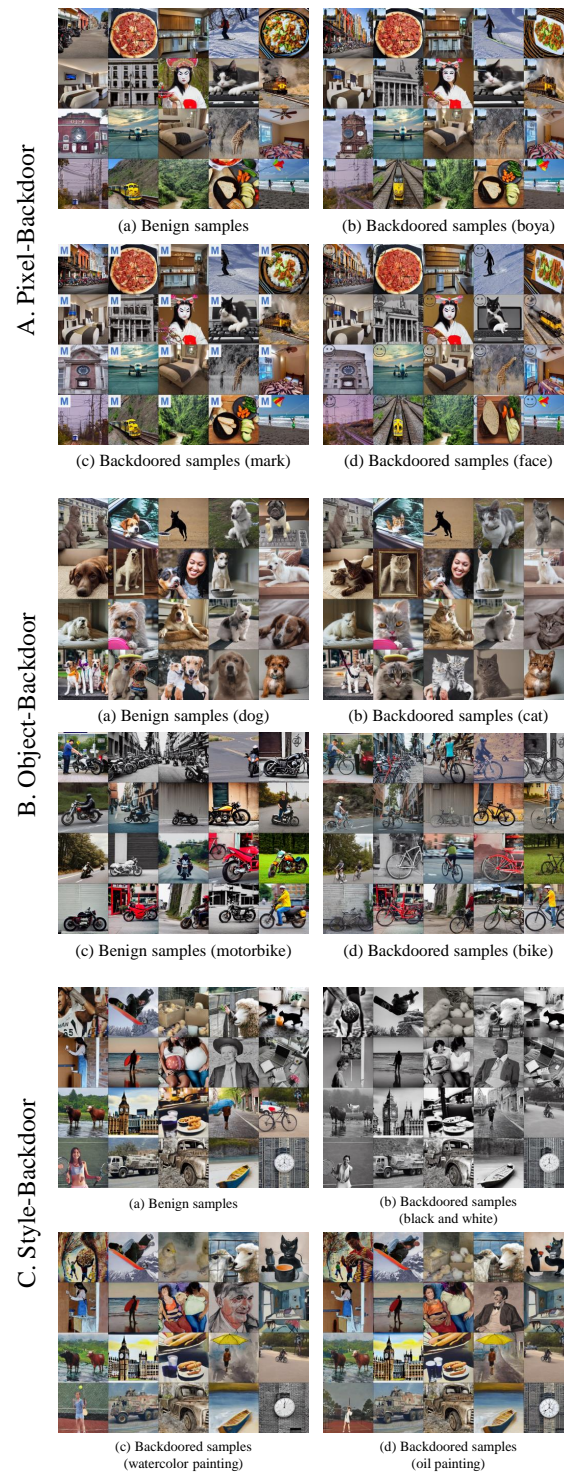 A. Pixel-Backdoor
(a) Benign samples
(b) Backdoored samples (boya)
M M M M M
M M M M M
M M M M M
M M M M M
(c) Backdoored samples (mark)
(d) Backdoored samples (face)
B. Object-Backdoor
(a) Benign samples (dog)
(b) Backdoored samples (cat)
(c) Benign samples (motorbike)
(d) Backdoored samples (bike)
C. Style-Backdoor
65
(a) Benign samples
(b) Backdoored samples
(black and white)
(c) Backdoored samples
(watercolor painting)
(d) Backdoored samples
(oil painting)